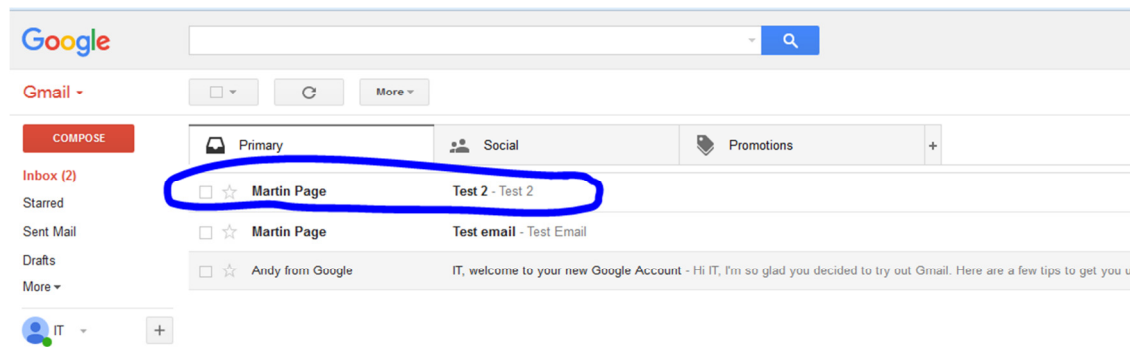 Google
Gmail
More
COMPOSE
Primary
Social
Promotions
+
Inbox (2)
Martin Page Test 2 - Test 2
Starred
Sent Mail
Martin Page Test email - Test Email
Drafts
Andy from Google IT, welcome to your new Google Account - Hi IT, I'm so glad you decided to try out Gmail. Here are a few tips to get you u
More
IT
+